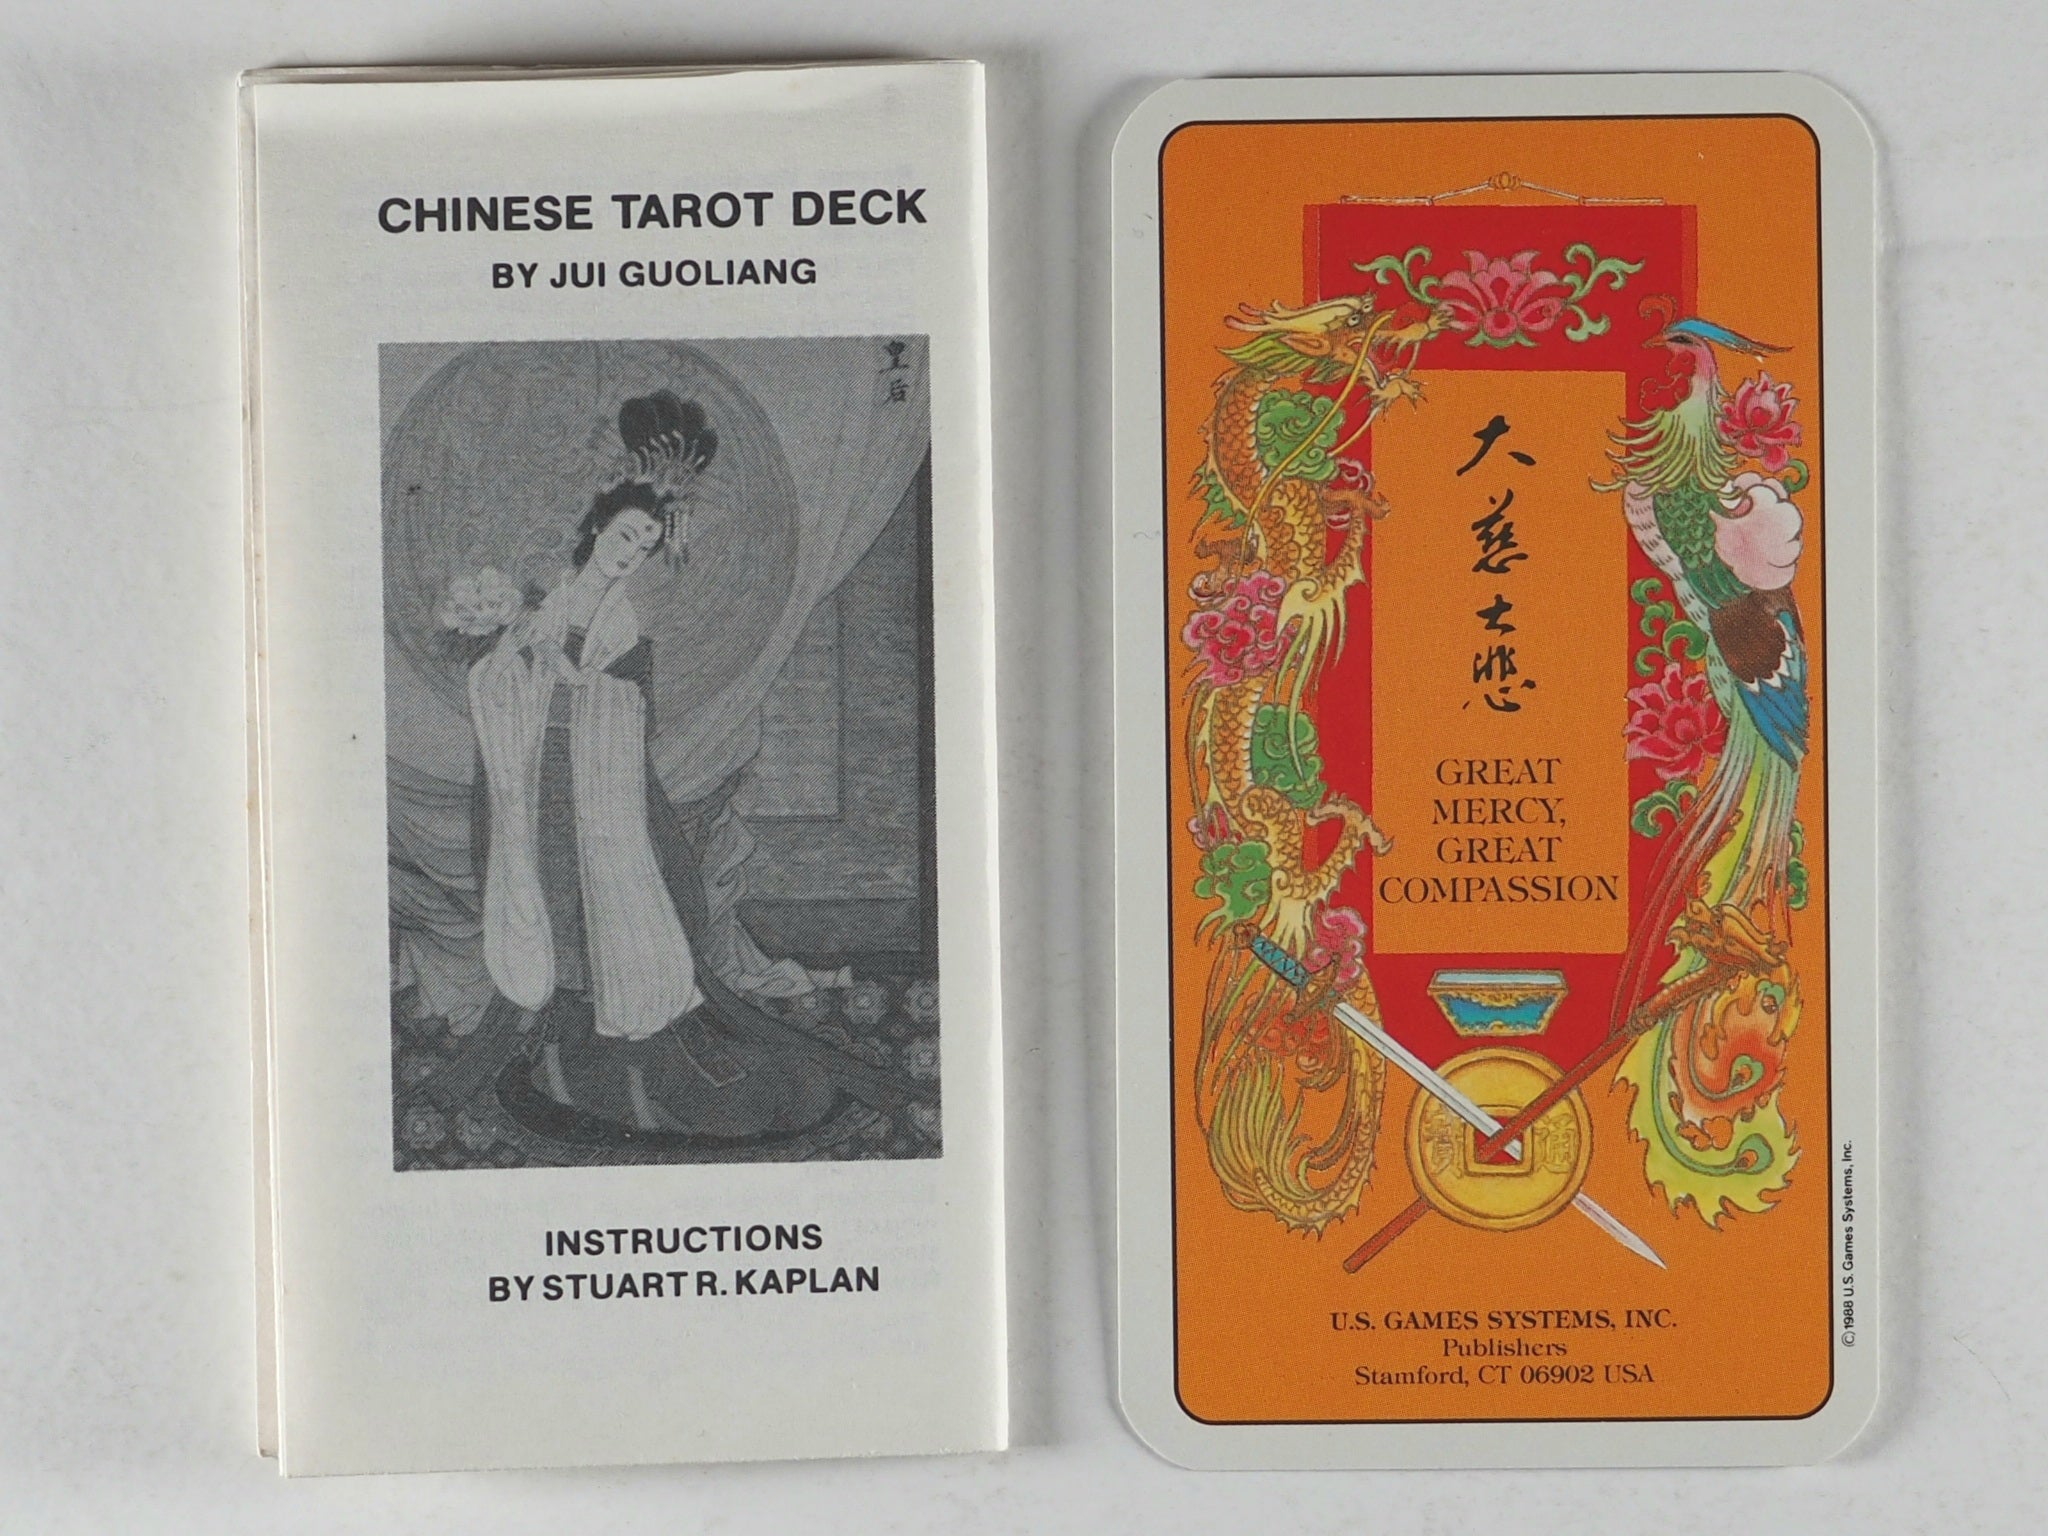 CHINESE TAROT DECK
BY JUI GUOLIANG
皇后
INSTRUCTIONS
BY STUART R. KAPLAN
大慈大悲
GREAT
MERCY,
GREAT
COMPASSION
U.S. GAMES SYSTEMS, INC.
Publishers
Stamford, CT 06902 USA
©1988 U.S. Games Systems, Inc.